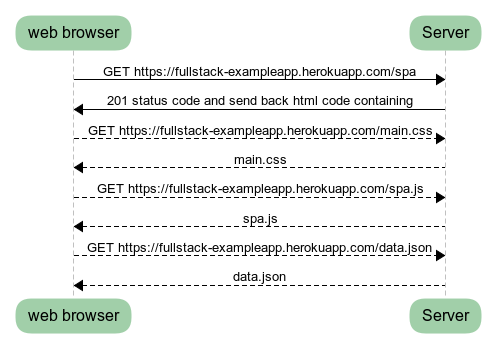 web browser
Server
GET https://fullstack-exampleapp.herokuapp.com/spa
201 status code and send back html code containing
GET https://fullstack-exampleapp.herokuapp.com/main.css
main.css
GET https://fullstack-exampleapp.herokuapp.com/spa.js
spa.js
GET https://fullstack-exampleapp.herokuapp.com/data.json
data.json
web browser
Server